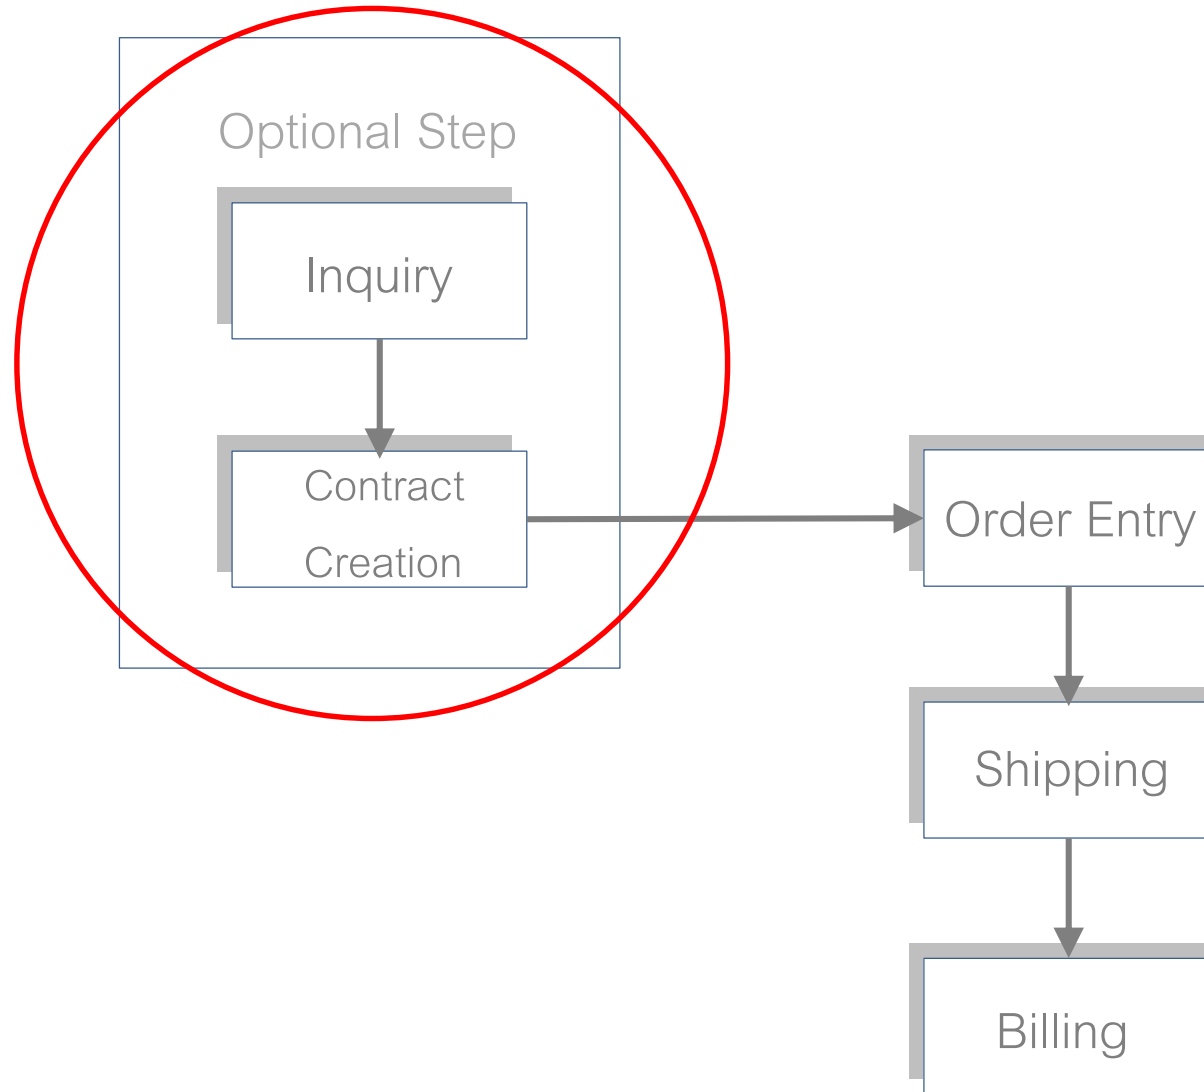 Optional Step
Inquiry
Contract
Creation
Order Entry
Shipping
Billing